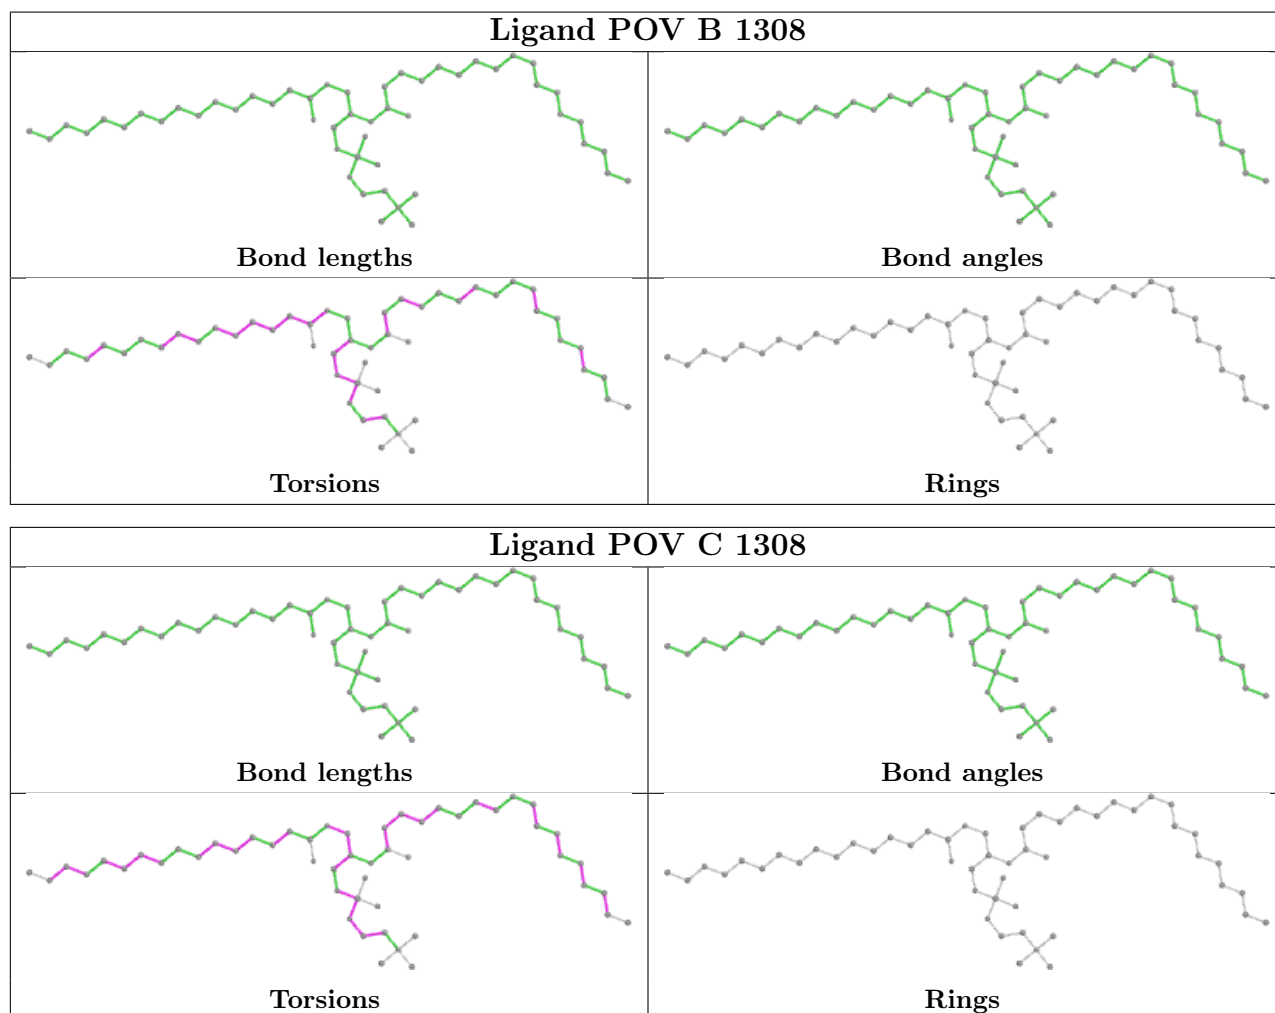 Ligand POV B 1308
Bond lengths
Bond angles
Torsions
Rings
Ligand POV C 1308
Bond lengths
Bond angles
Torsions
Rings